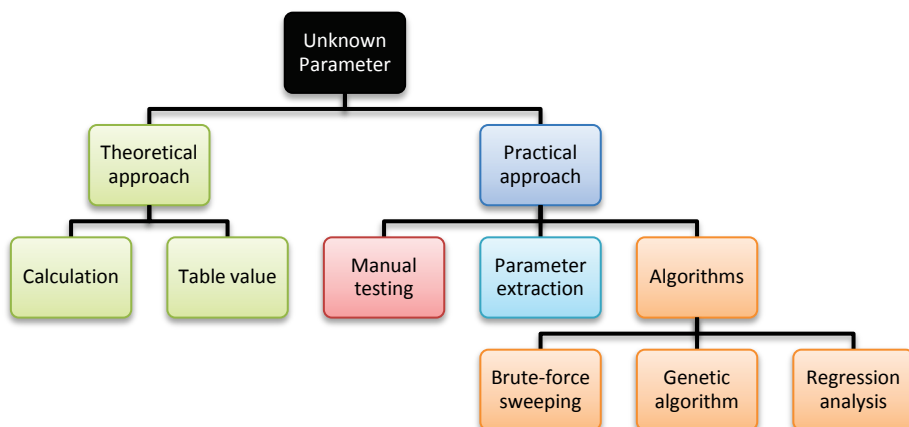 Unknown
Parameter
Theoretical
approach
Practical
approach
Calculation
Table value
Manual
testing
Parameter
extraction
Algorithms
Brute-force
sweeping
Genetic
algorithm
Regression
analysis